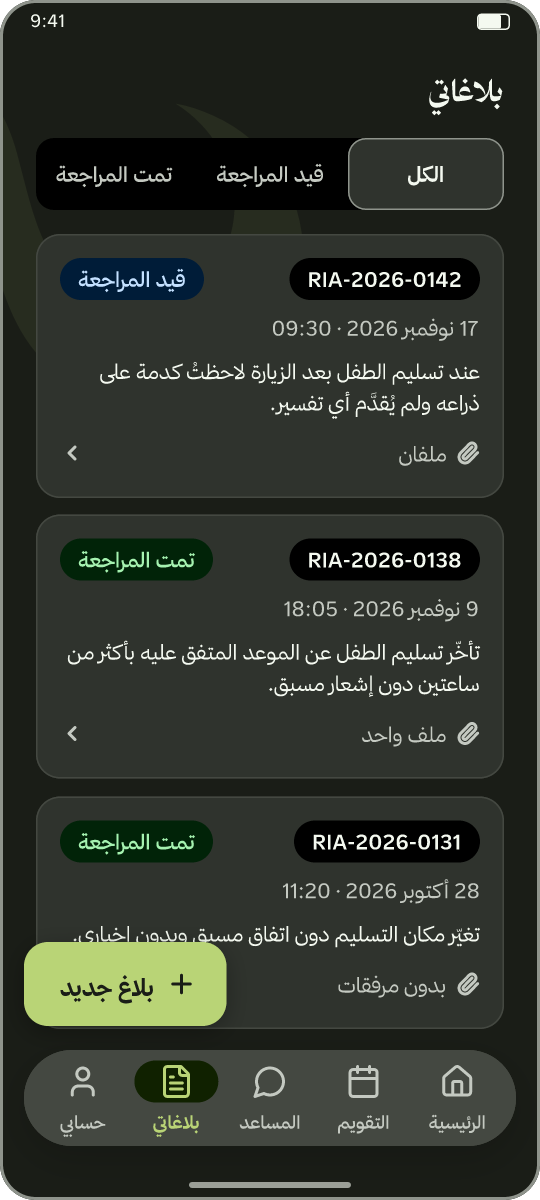 9:41
بلاغاتي
الكل
قيد المراجعة
تمت المراجعة
RIA-2026-0142
قيد المراجعة
17 نوفمبر 2026 · 09:30
عند تسليم الطفل بعد الزيارة لاحظتُ كدمة على
ذراعه ولم يُقدَّم أي تفسير.
ملفان
RIA-2026-0138
تمت المراجعة
9 نوفمبر 2026 · 18:05
تأخّر تسليم الطفل عن الموعد المتفق عليه بأكثر من
ساعتين دون إشعار مسبق.
ملف واحد
RIA-2026-0131
تمت المراجعة
28 أكتوبر 2026 · 11:20
تغيّر مكان التسليم دون اتفاق مسبق وبدون إخباري.
بدون مرفقات
بلاغ جديد
الرئيسية
التقويم
المساعد
بلاغاتي
حسابي